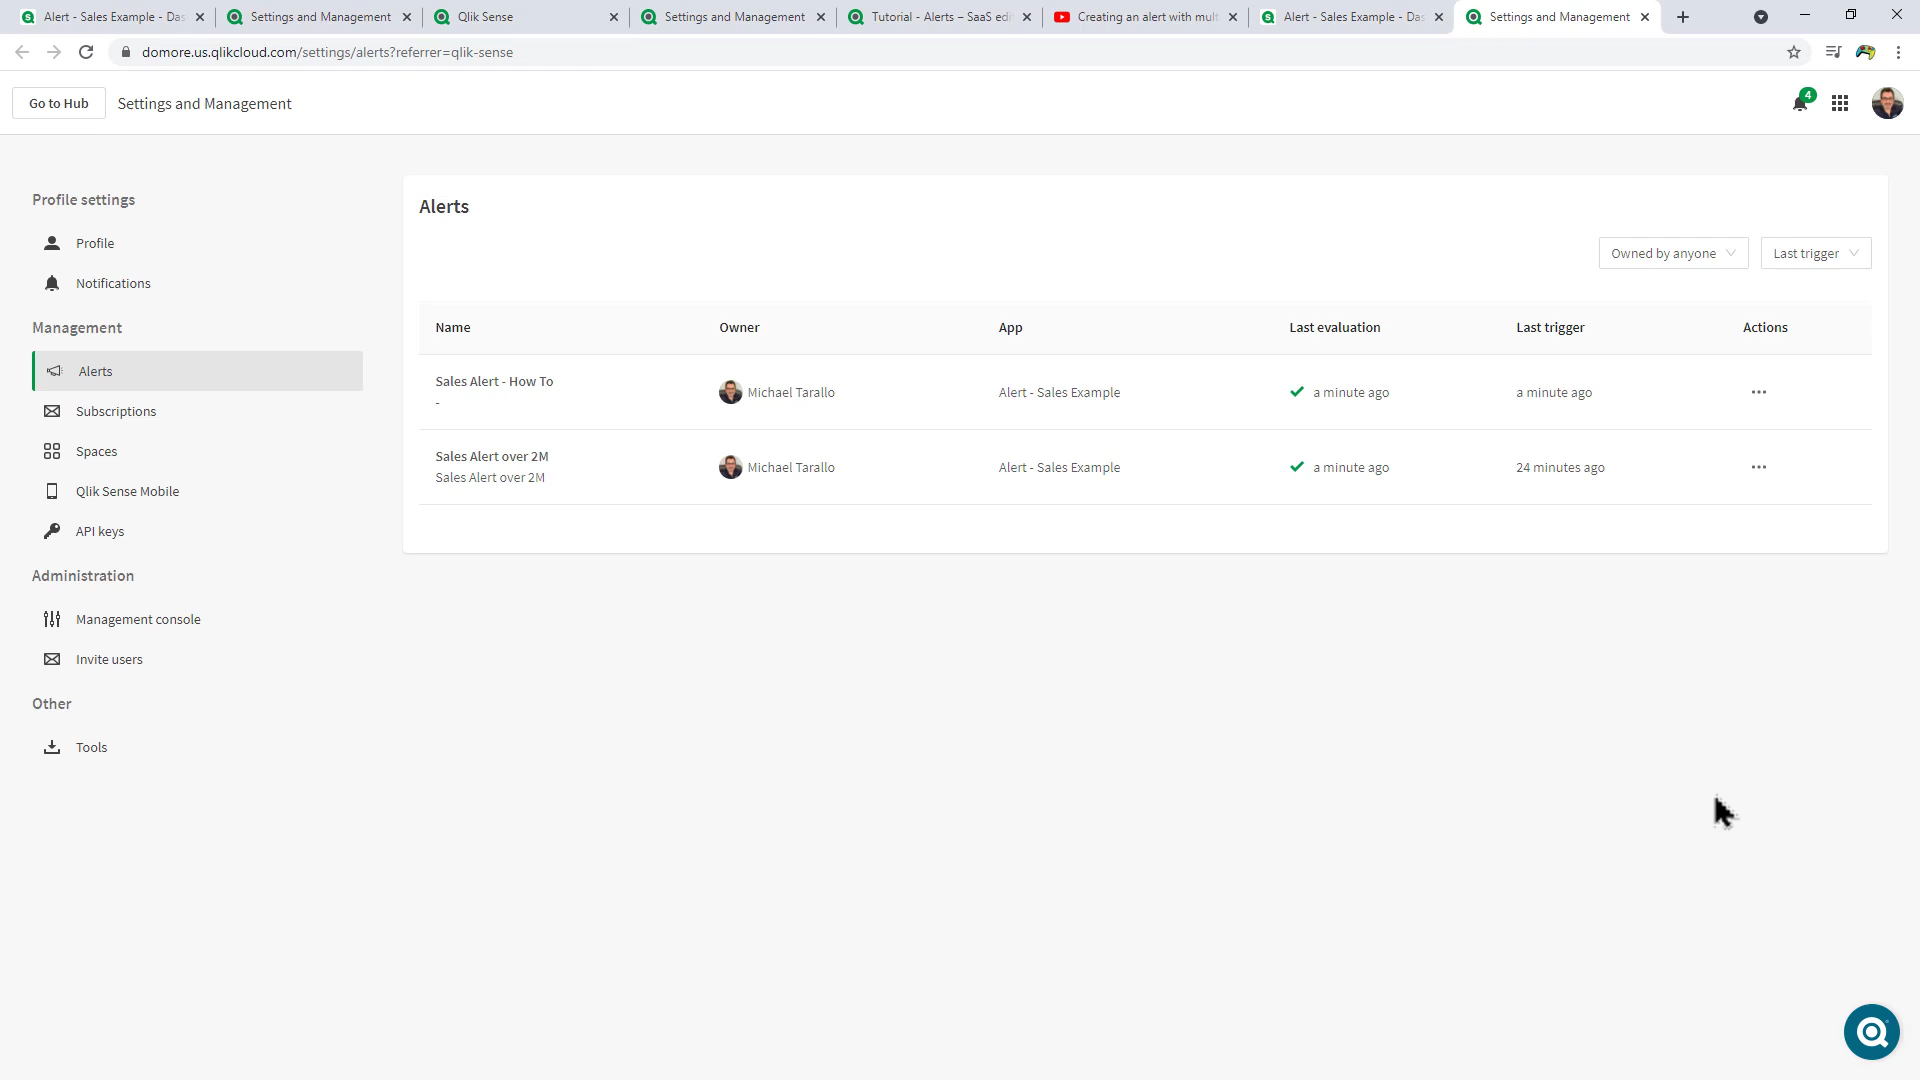 Alert - Sales Example - Das
Settings and Management
Qlik Sense
Settings and Management
Tutorial - Alerts – SaaS edi
Creating an alert with mult
Alert - Sales Example - Das
Settings and Management
domore.us.qlikcloud.com/settings/alerts?referrer=qlik-sense
Go to Hub
Settings and Management
4
Profile settings
Profile
Notifications
Management
Alerts
Subscriptions
Spaces
Qlik Sense Mobile
API keys
Administration
Management console
Invite users
Other
Tools
Alerts
Owned by anyone
Last trigger
Name Owner App Last evaluation Last trigger Actions
Sales Alert - How To
-
Michael Tarallo Alert - Sales Example a minute ago a minute ago
Sales Alert over 2M
Sales Alert over 2M
Michael Tarallo Alert - Sales Example a minute ago 24 minutes ago